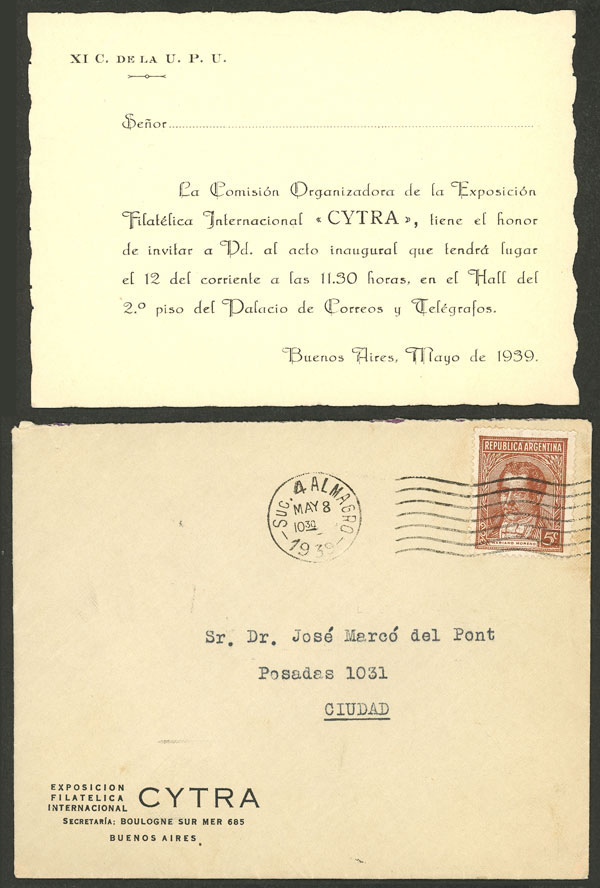 XI C. DE LA U. P. U.
Señor
La Comisión Organizadora de la Exposición
Filatélica Internacional « CYTRA », tiene el honor
de invitar a Vd. al acto inaugural que tendrá lugar
el 12 del corriente a las 11.30 horas, en el Hall del
2.º piso del Palacio de Correos y Telégrafos.
Buenos Aires, Mayo de 1939.
REPUBLICA ARGENTINA
MARIANO MORENO
5c
SUC. 4 ALMAGRO
MAY 8
1030
1939
Sr. Dr. José Marcó del Pont
Posadas 1031
CIUDAD
EXPOSICION
FILATELICA
INTERNACIONAL
CYTRA
SECRETARÍA: BOULOGNE SUR MER 685
BUENOS AIRES